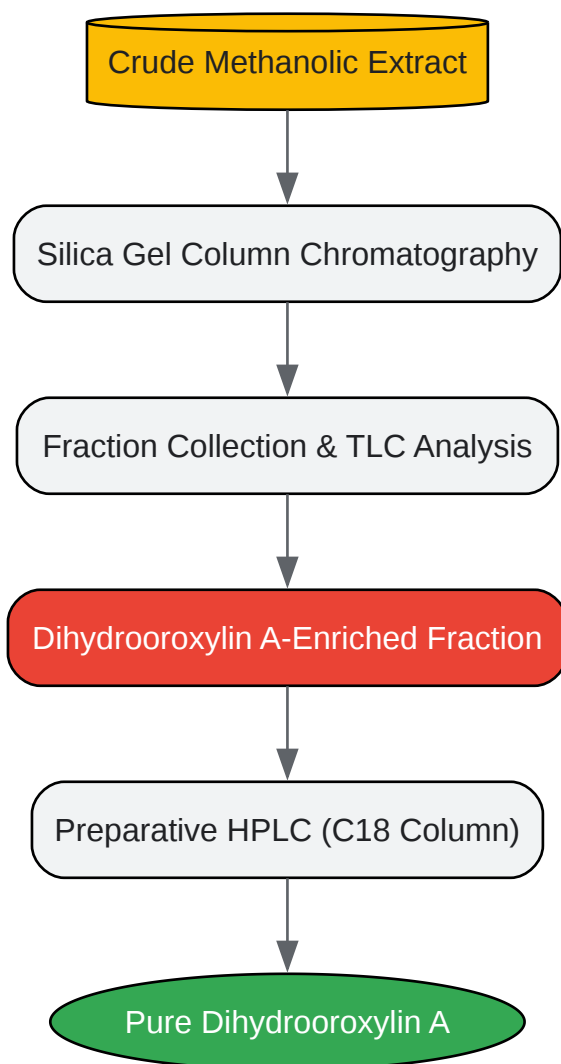 Crude Methanolic Extract
Silica Gel Column Chromatography
Fraction Collection & TLC Analysis
Dihydrooroxylin A-Enriched Fraction
Preparative HPLC (C18 Column)
Pure Dihydrooroxylin A